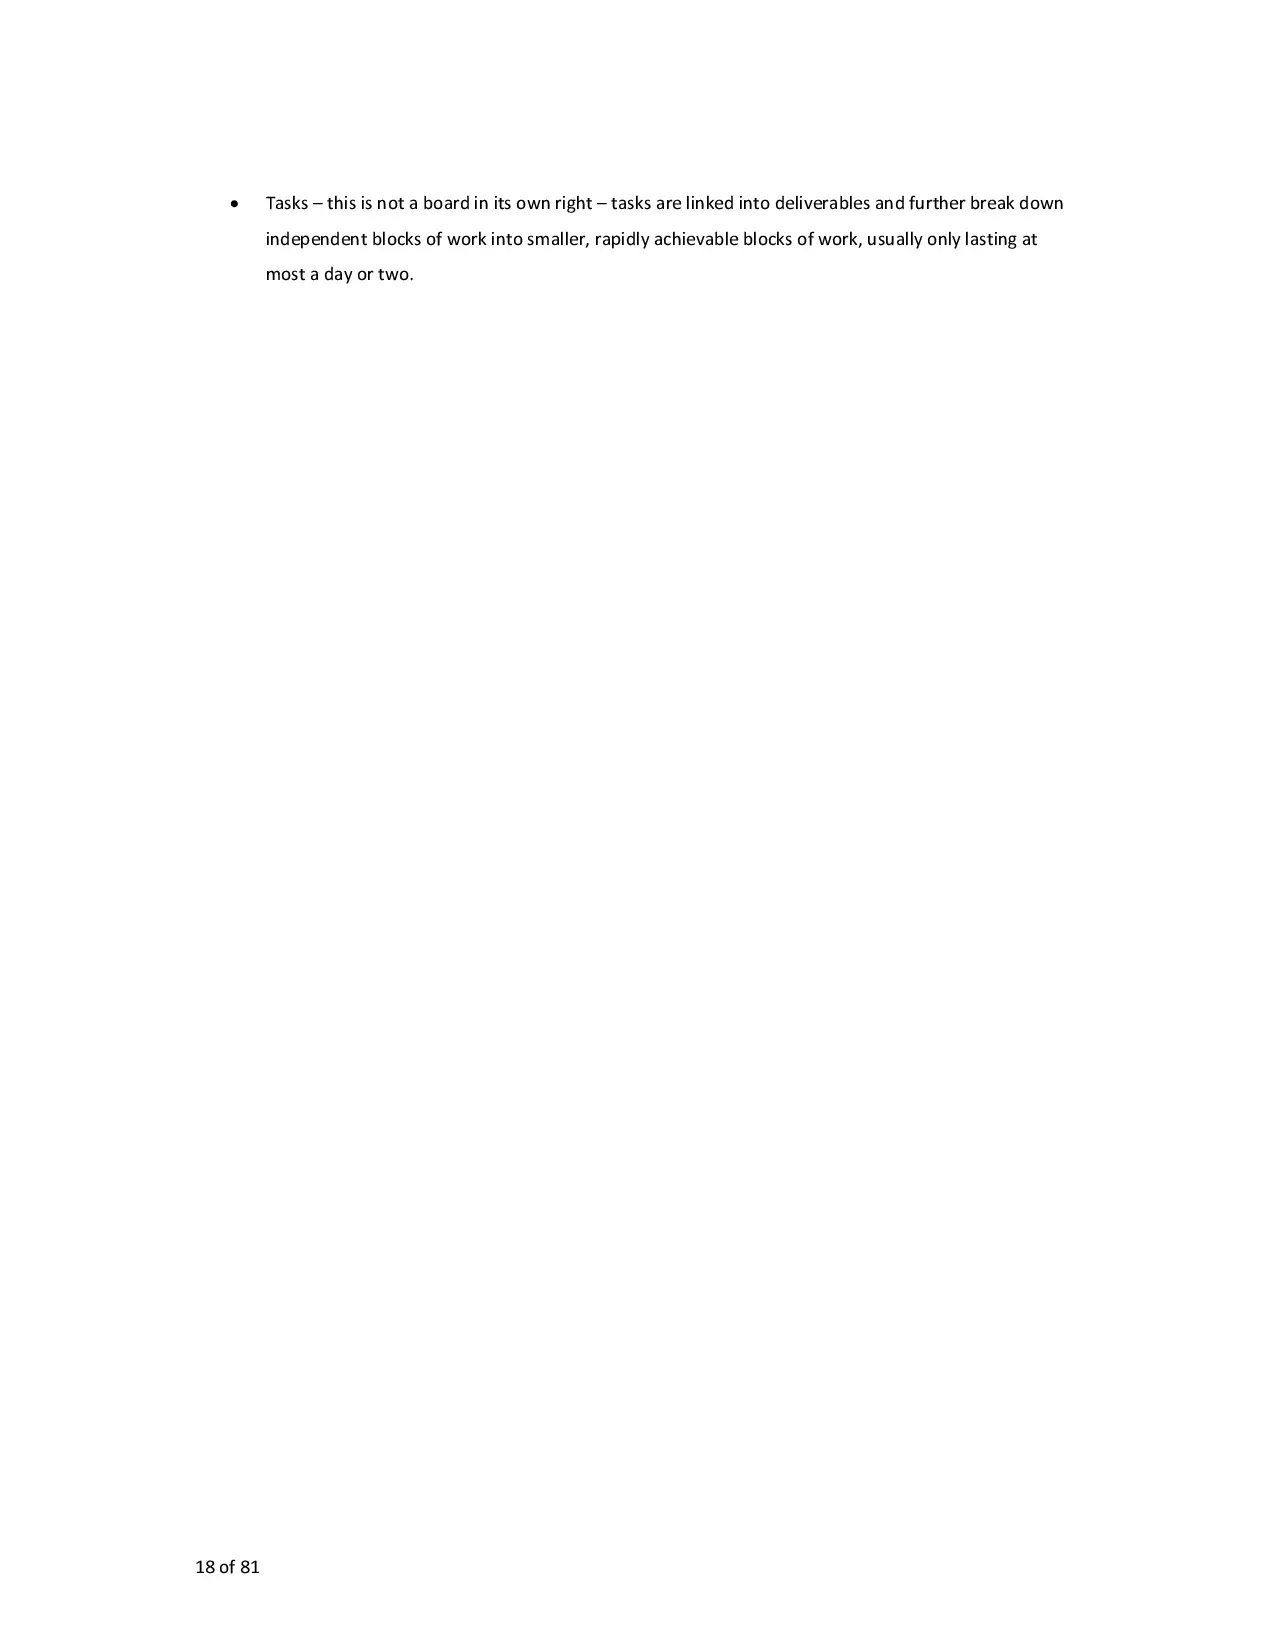 • Tasks – this is not a board in its own right – tasks are linked into deliverables and further break down
independent blocks of work into smaller, rapidly achievable blocks of work, usually only lasting at
most a day or two.
18 of 81